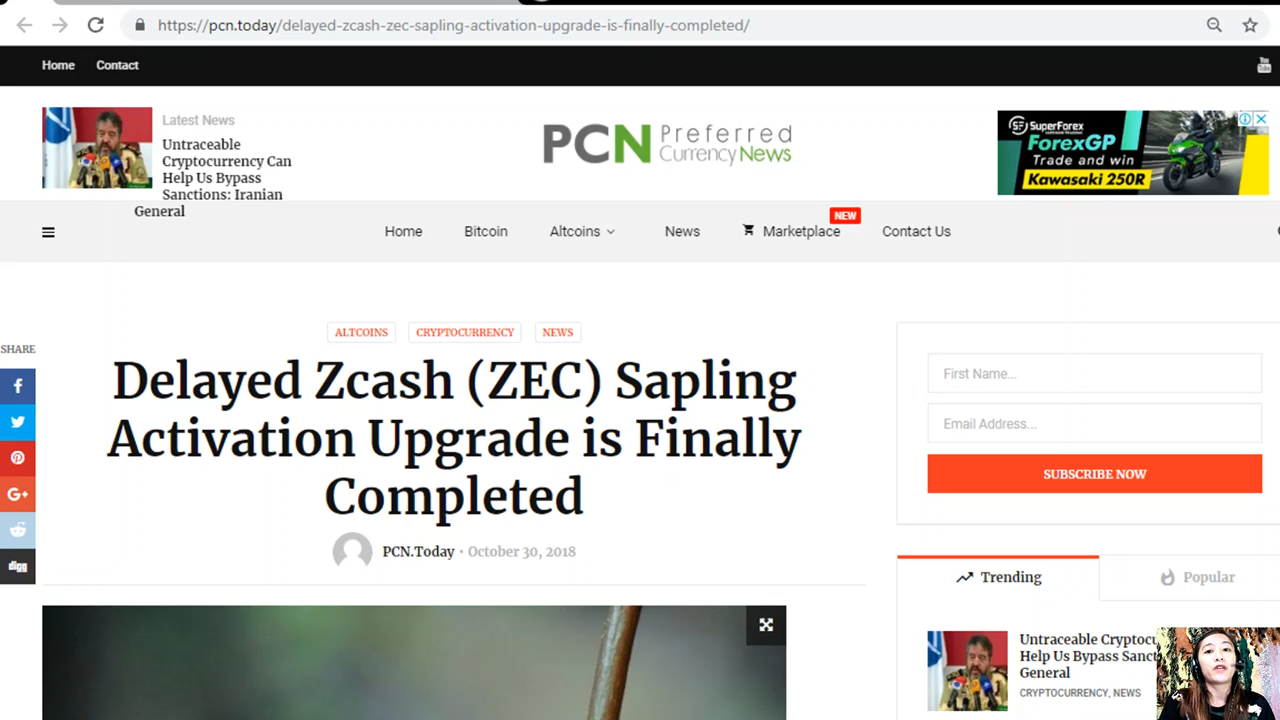 https://pcn.today/delayed-zcash-zec-sapling-activation-upgrade-is-finally-completed/
Home Contact
You
Tube
Latest News
Untraceable
Cryptocurrency Can
Help Us Bypass
Sanctions: Iranian
General
PCN Preferred
Currency News
SuperForex
ForexGP
Trade and win
Kawasaki 250R
NEW
Home Bitcoin Altcoins News Marketplace Contact Us
ALTCOINS CRYPTOCURRENCY NEWS
SHARE
Delayed Zcash (ZEC) Sapling
Activation Upgrade is Finally
Completed
PCN.Today • October 30, 2018
f
G+
digg
First Name...
Email Address...
SUBSCRIBE NOW
Trending Popular
Untraceable Cryptocu
Help Us Bypass Sanct
General
CRYPTOCURRENCY, NEWS